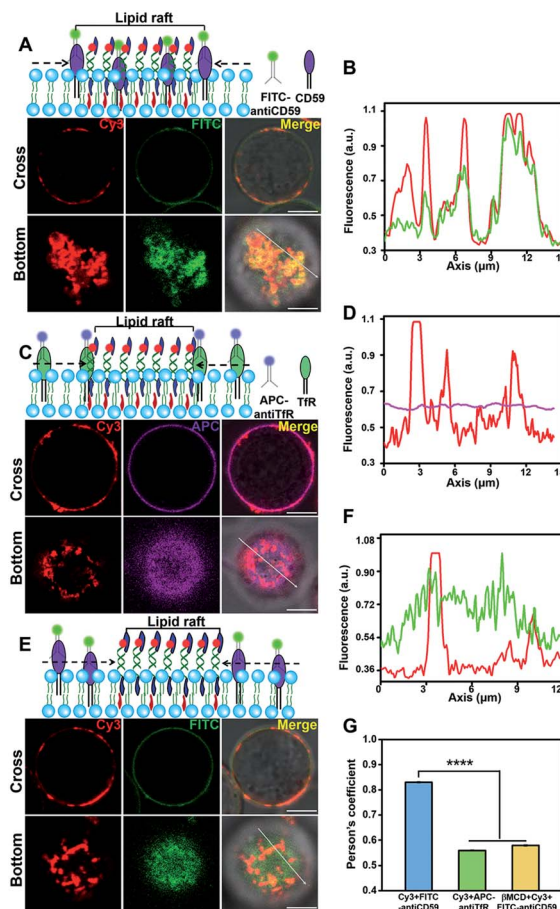 A
Lipid raft
FITC-antiCD59
CD59
Cy3
FITC
Merge
Cross
Bottom
B
Fluorescence (a.u.)
1.1
0.9
0.7
0.5
0.3
0 3 6 9 12
Axis (μm)
C
Lipid raft
APC-antiTfR
TfR
Cy3
APC
Merge
Cross
Bottom
D
Fluorescence (a.u.)
1.1
0.9
0.7
0.5
0.3
0 3 6 9 12
Axis (μm)
E
Lipid raft
Cy3
FITC
Merge
Cross
Bottom
F
Fluorescence (a.u.)
1.08
0.90
0.72
0.54
0.36
0 3 6 9 12
Axis (μm)
G
Person's coefficient
1.0
0.9
0.8
0.7
0.6
0.5
0.4
****
Cy3+FITC
-antiCD59
Cy3+APC-
antiTfR
βMCD+Cy3+
FITC-antiCD59